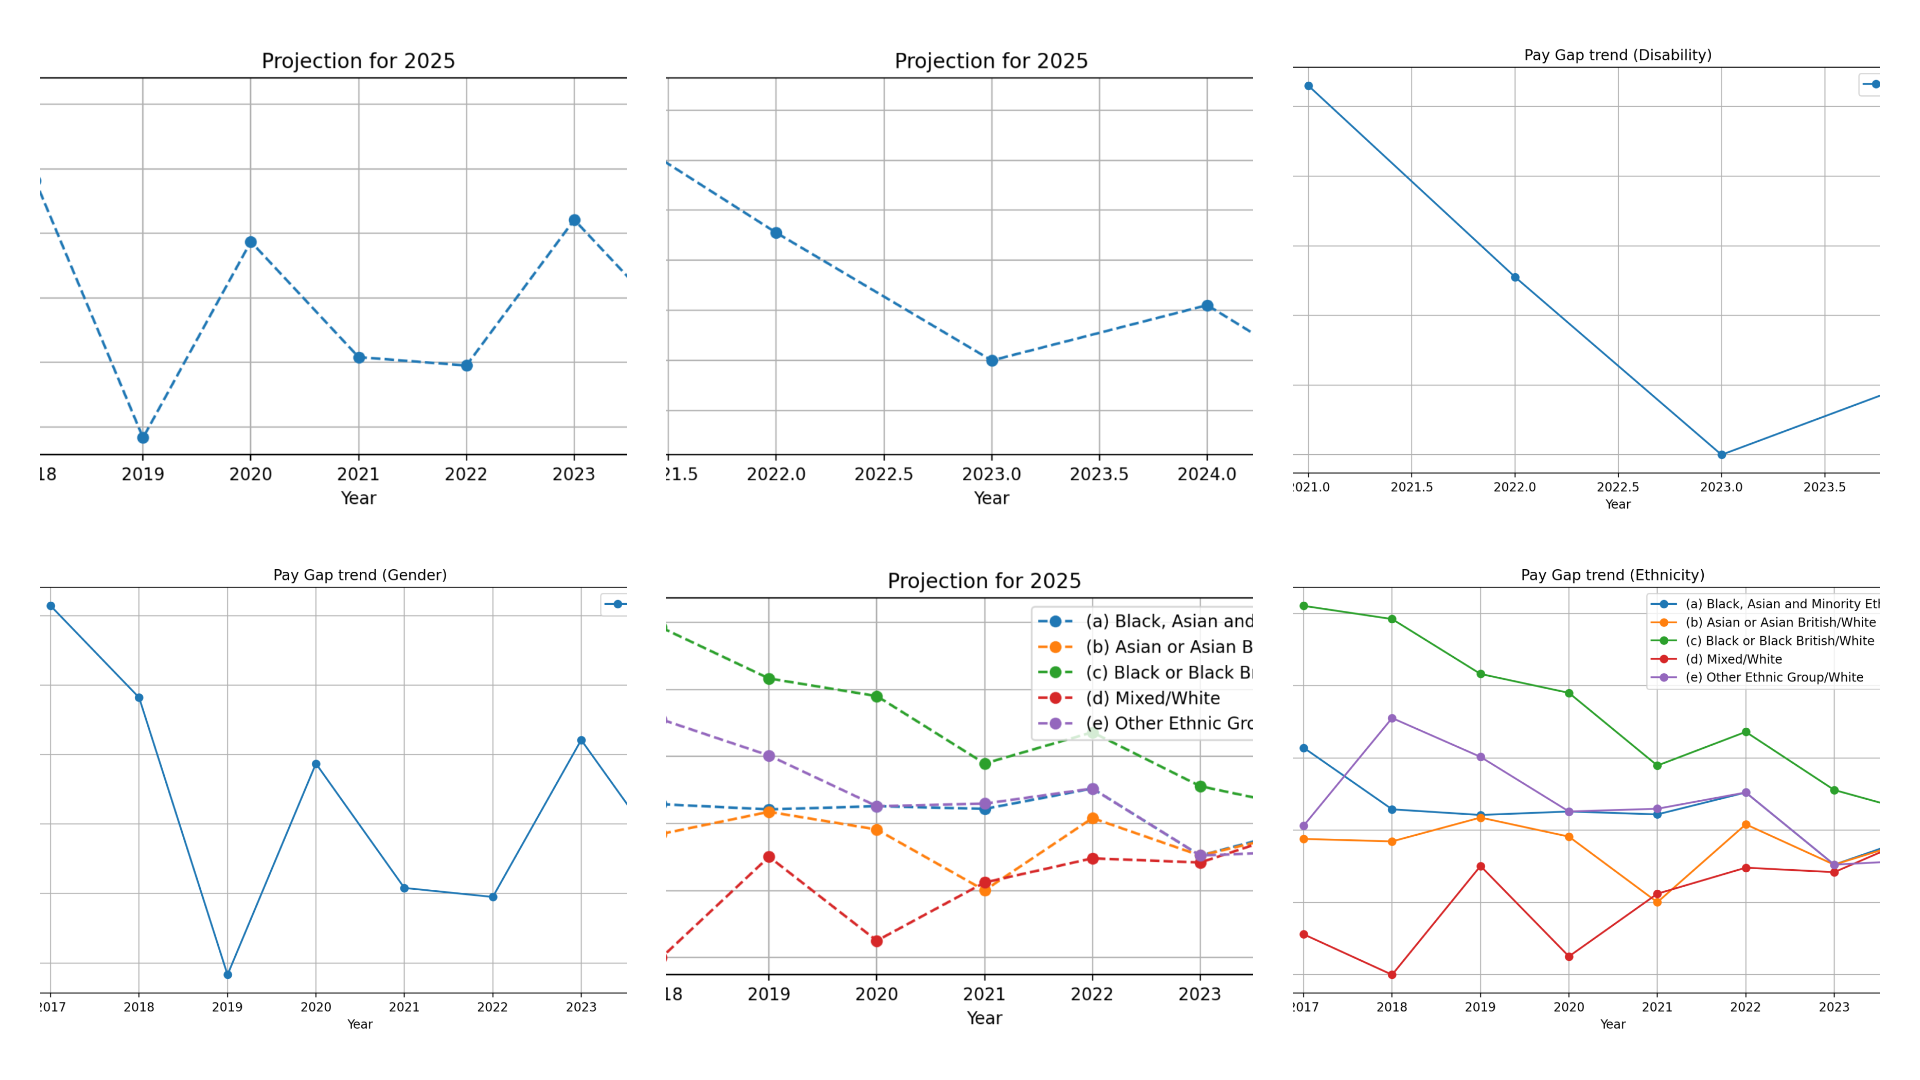 Projection for 2025
18 2019 2020 2021 2022 2023
Year
Projection for 2025
21.5 2022.0 2022.5 2023.0 2023.5 2024.0
Year
Pay Gap trend (Disability)
2021.0 2021.5 2022.0 2022.5 2023.0 2023.5
Year
Pay Gap trend (Gender)
2017 2018 2019 2020 2021 2022 2023
Year
Projection for 2025
(a) Black, Asian and
(b) Asian or Asian B
(c) Black or Black B
(d) Mixed/White
(e) Other Ethnic Gro
18 2019 2020 2021 2022 2023
Year
Pay Gap trend (Ethnicity)
(a) Black, Asian and Minority Eth
(b) Asian or Asian British/White
(c) Black or Black British/White
(d) Mixed/White
(e) Other Ethnic Group/White
2017 2018 2019 2020 2021 2022 2023
Year